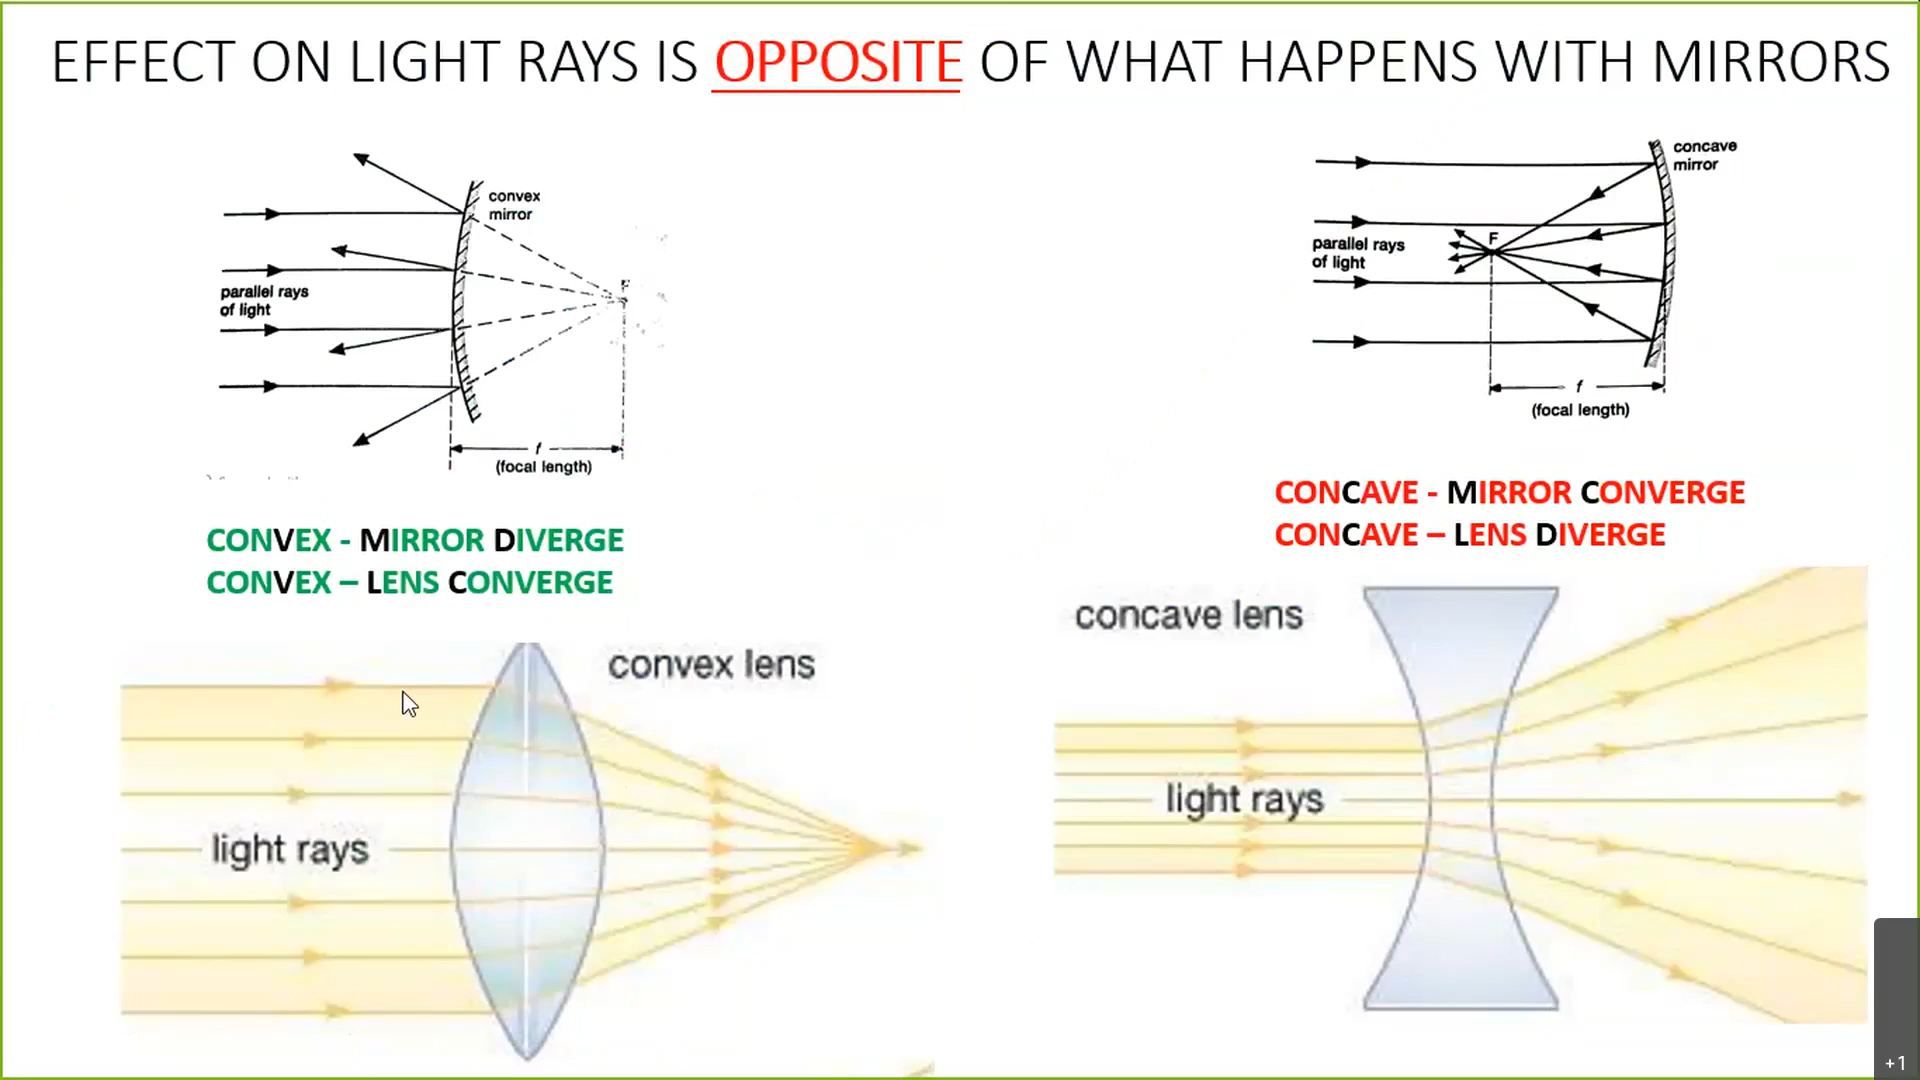 EFFECT ON LIGHT RAYS IS OPPOSITE OF WHAT HAPPENS WITH MIRRORS
convex
mirror
parallel rays
of light
F
f
(focal length)
CONVEX - MIRROR DIVERGE
CONVEX – LENS CONVERGE
convex lens
light rays
concave
mirror
parallel rays
of light
F
f
(focal length)
CONCAVE - MIRROR CONVERGE
CONCAVE – LENS DIVERGE
concave lens
light rays
+1